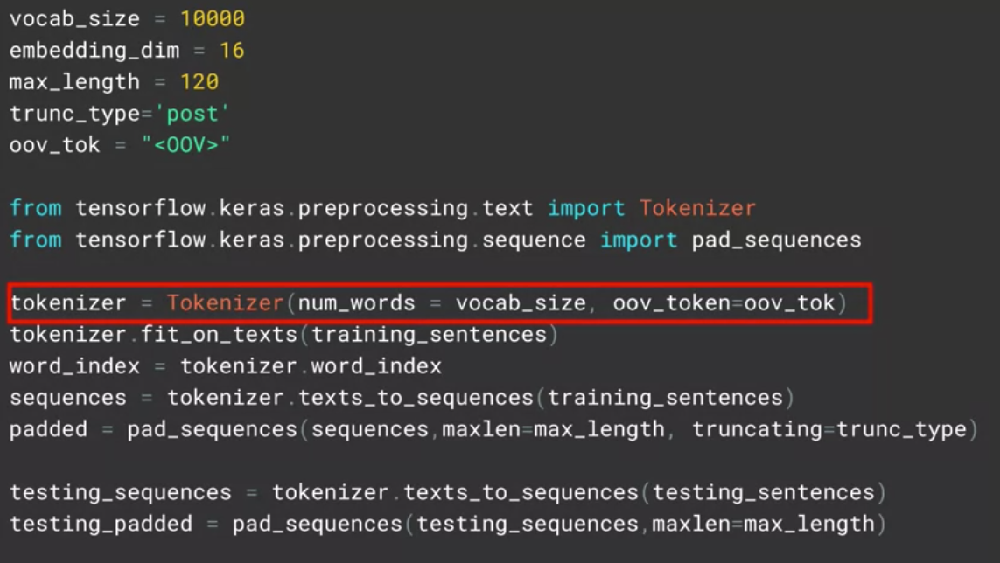 vocab_size = 10000
embedding_dim = 16
max_length = 120
trunc_type='post'
oov_tok = "<OOV>"
from tensorflow.keras.preprocessing.text import Tokenizer
from tensorflow.keras.preprocessing.sequence import pad_sequences
tokenizer = Tokenizer(num_words = vocab_size, oov_token=oov_tok)
tokenizer.fit_on_texts(training_sentences)
word_index = tokenizer.word_index
sequences = tokenizer.texts_to_sequences(training_sentences)
padded = pad_sequences(sequences,maxlen=max_length, truncating=trunc_type)
testing_sequences = tokenizer.texts_to_sequences(testing_sentences)
testing_padded = pad_sequences(testing_sequences,maxlen=max_length)